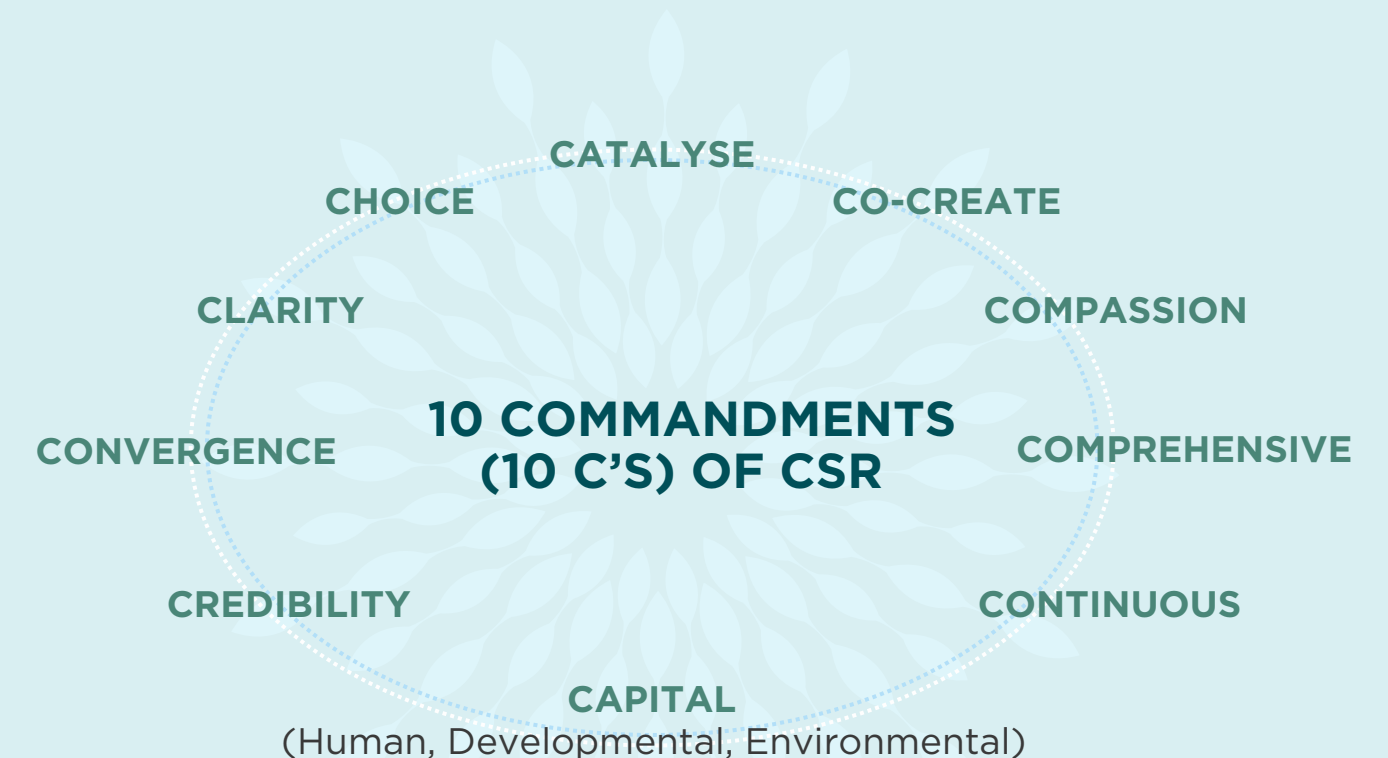 CATALYSE
CHOICE
CO-CREATE
CLARITY
COMPASSION
10 COMMANDMENTS
(10 C’S) OF CSR
CONVERGENCE
COMPREHENSIVE
CREDIBILITY
CONTINUOUS
CAPITAL
(Human, Developmental, Environmental)